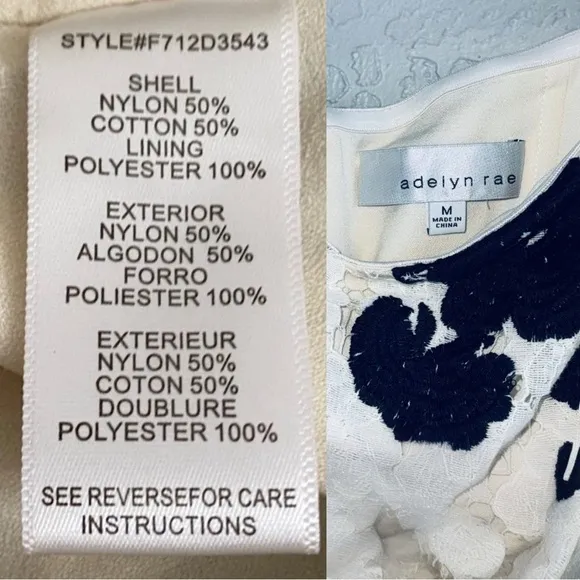 STYLE#F712D3543
SHELL
NYLON 50%
COTTON 50%
LINING
POLYESTER 100%
EXTERIOR
NYLON 50%
ALGODON 50%
FORRO
POLIESTER 100%
EXTERIEUR
NYLON 50%
COTON 50%
DOUBLURE
POLYESTER 100%
SEE REVERSEFOR CARE
INSTRUCTIONS
adelyn rae
M
MADE IN
CHINA